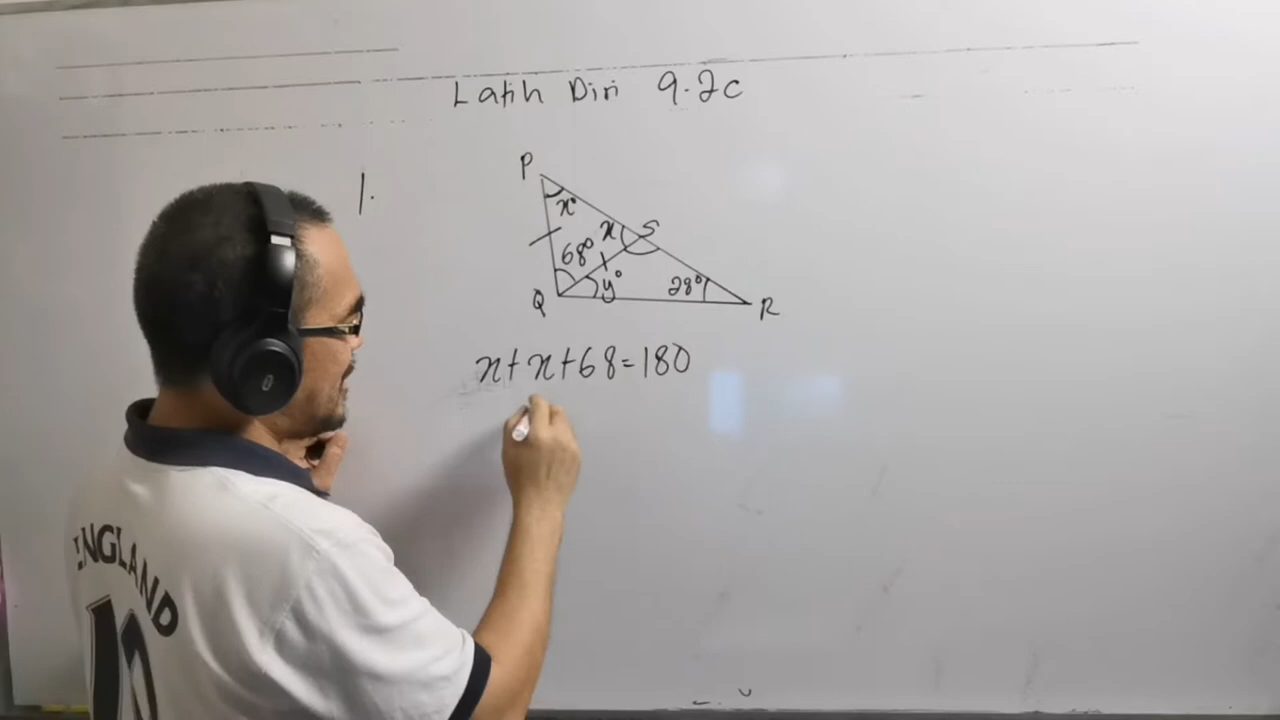 Latih Diri 9.2c
1.
P
x°
x
S
68°
y°
28°
Q
R
x+x+68=180
ENGLAND
10